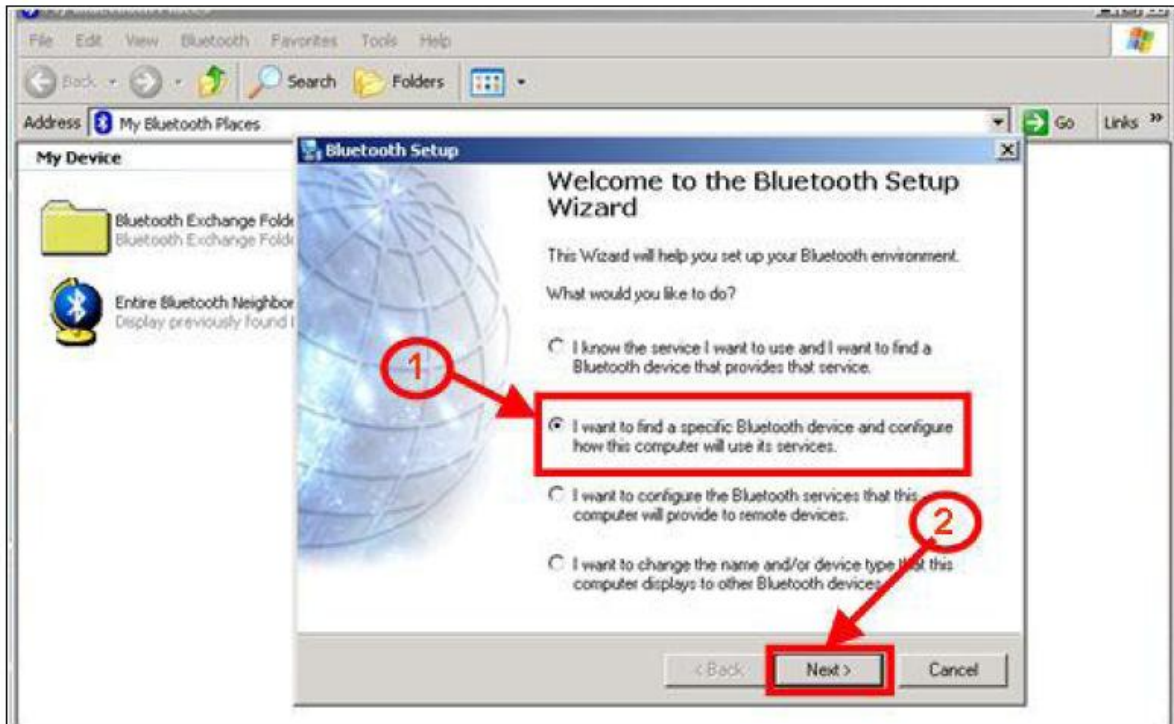 File Edit View Bluetooth Favorites Tools Help
Back Search Folders
Address My Bluetooth Places Go Links »
My Device
Bluetooth Exchange Folde
Bluetooth Exchange Folde
Entire Bluetooth Neighbor
Display previously found
Bluetooth Setup
Welcome to the Bluetooth Setup
Wizard
This Wizard will help you set up your Bluetooth environment.
What would you like to do?
I know the service I want to use and I want to find a
Bluetooth device that provides that service.
1
I want to find a specific Bluetooth device and configure
how this computer will use its services.
I want to configure the Bluetooth services that this
computer will provide to remote devices.
2
I want to change the name and/or device type that this
computer displays to other Bluetooth devices.
< Back Next > Cancel